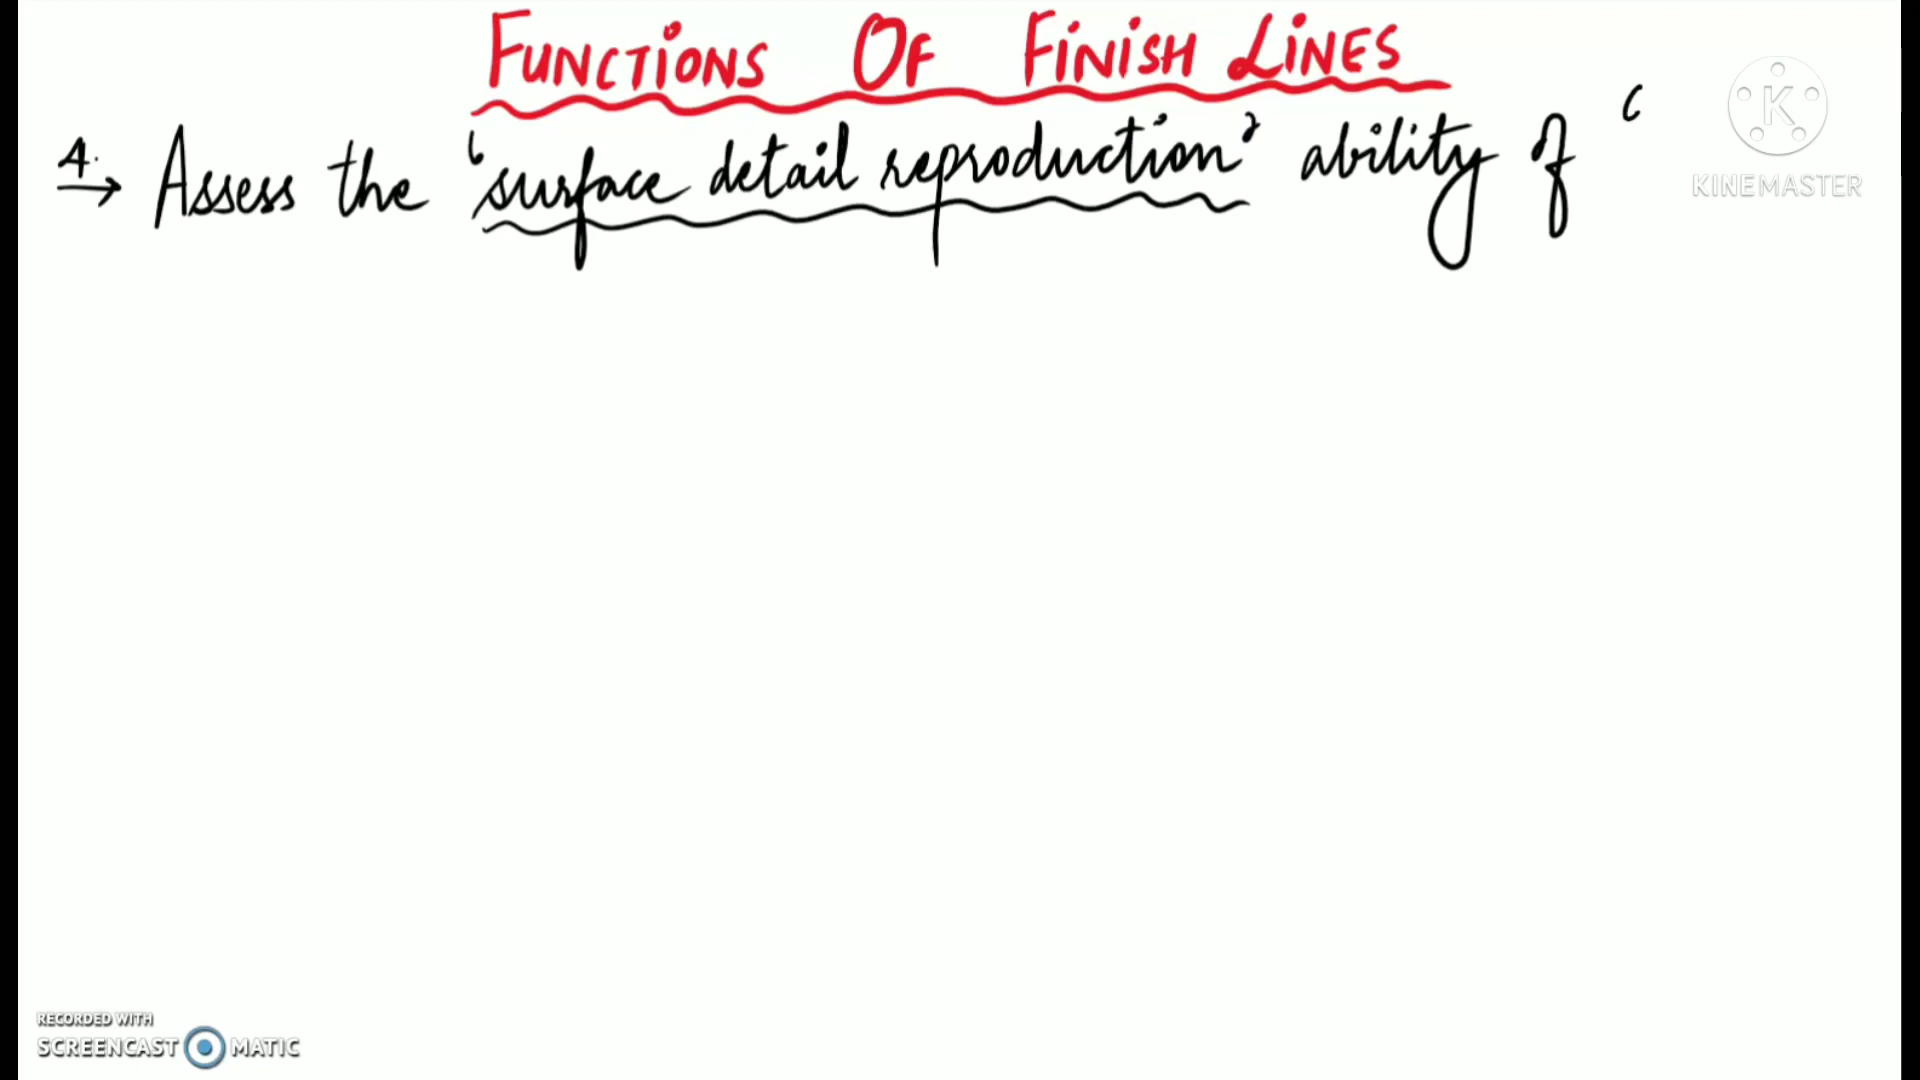 FUNCTIONS OF FINISH LINES
4. → Assess the 'surface detail reproduction' ability of '
KINEMASTER
RECORDED WITH
SCREENCAST MATIC